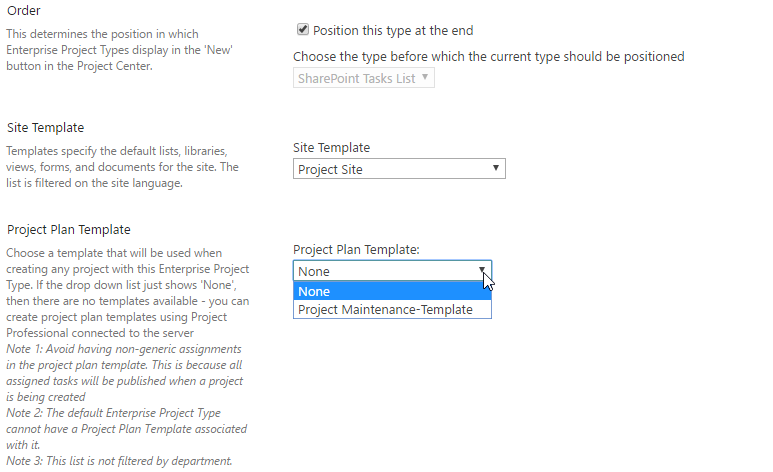 Order
This determines the position in which
Enterprise Project Types display in the 'New'
button in the Project Center.
Position this type at the end
Choose the type before which the current type should be positioned
SharePoint Tasks List
Site Template
Templates specify the default lists, libraries,
views, forms, and documents for the site. The
list is filtered on the site language.
Site Template
Project Site
Project Plan Template
Choose a template that will be used when
creating any project with this Enterprise Project
Type. If the drop down list just shows 'None',
then there are no templates available - you can
create project plan templates using Project
Professional connected to the server
Note 1: Avoid having non-generic assignments
in the project plan template. This is because all
assigned tasks will be published when a project
is being created
Note 2: The default Enterprise Project Type
cannot have a Project Plan Template associated
with it.
Note 3: This list is not filtered by department.
Project Plan Template:
None
None
Project Maintenance-Template